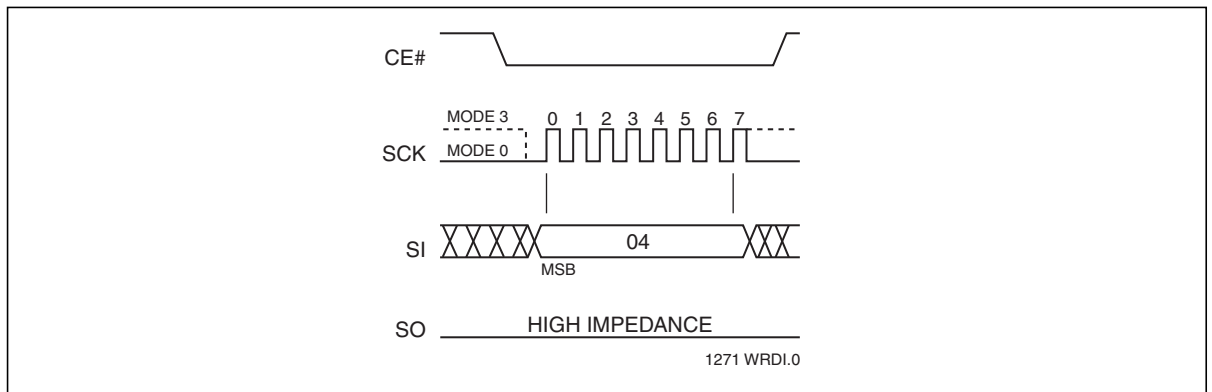 CE#
MODE 3
0 1 2 3 4 5 6 7
SCK
MODE 0
SI
04
MSB
SO
HIGH IMPEDANCE
1271 WRDI.0